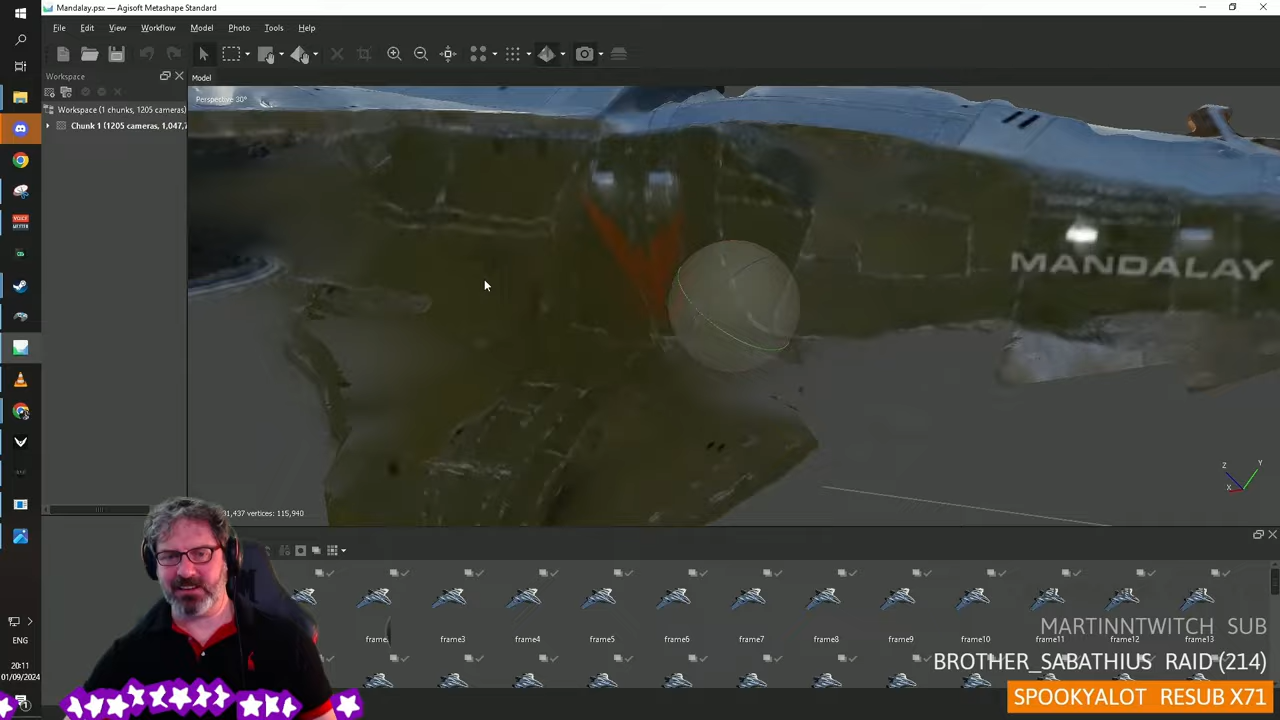 Mandalay.psx — Agisoft Metashape Standard
File Edit View Workflow Model Photo Tools Help
Workspace
Model
Workspace (1 chunks, 1205 cameras)
Chunk 1 (1205 cameras, 1,047,7
Perspective 30°
MANDALAY
Z
Y
X
31,437 vertices: 115,940
frame3 frame4 frame5 frame6 frame7 frame8 frame9 frame10 frame11 frame12 frame13
ENG
20:11
01/09/2024
MARTINNTWITCH SUB
BROTHER_SABATHIUS RAID (214)
SPOOKYALOT RESUB X71